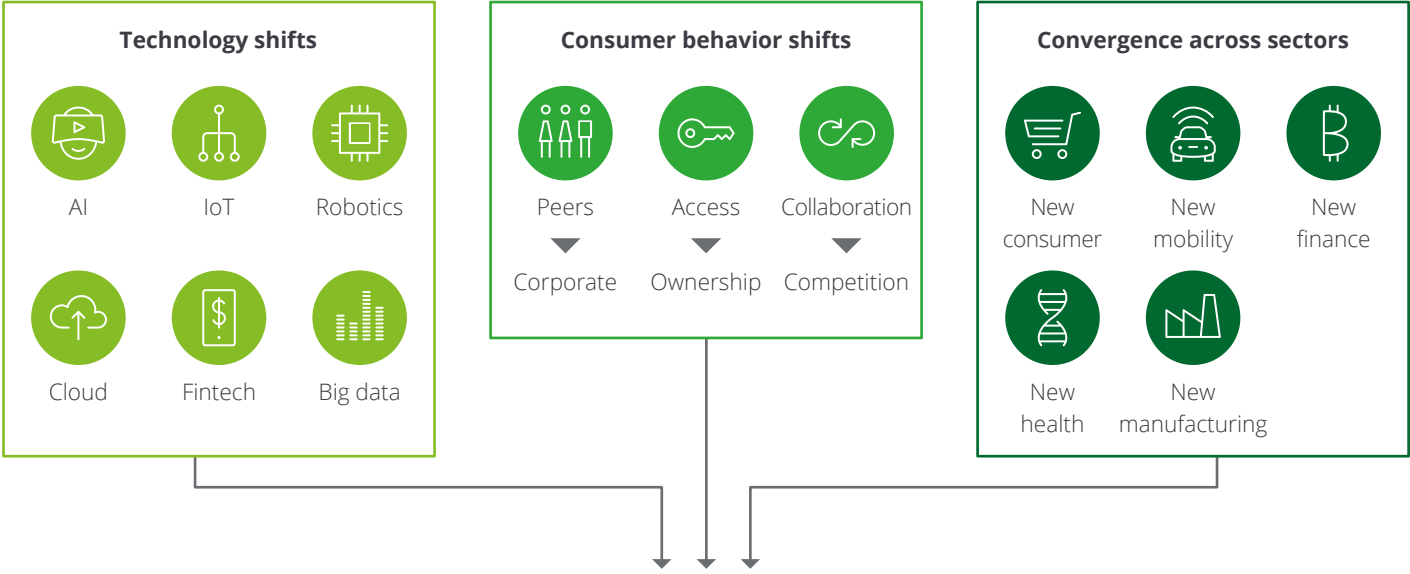 Technology shifts
AI
IoT
Robotics
Cloud
Fintech
Big data
Consumer behavior shifts
Peers
Access
Collaboration
Corporate
Ownership
Competition
Convergence across sectors
New
consumer
New
mobility
New
finance
New
health
New
manufacturing